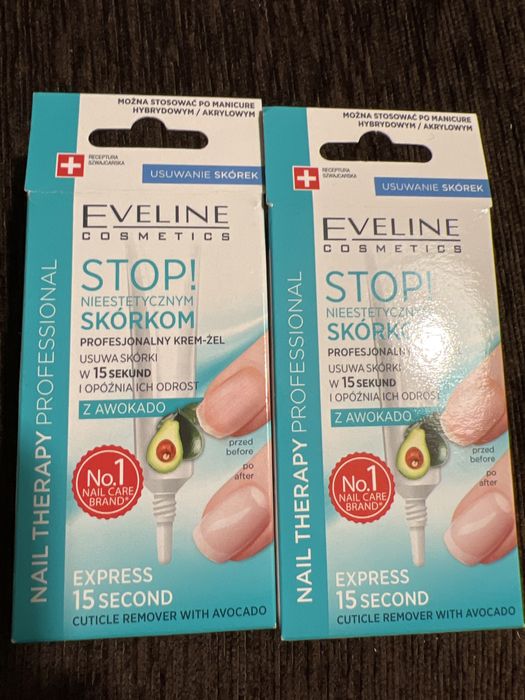 MOŻNA STOSOWAĆ PO MANICURE
HYBRYDOWYM / AKRYLOWYM
RECEPTURA
SZWAJCARSKA
USUWANIE SKÓREK
EVELINE
COSMETICS
STOP!
NIEESTETYCZNYM
SKÓRKOM
PROFESJONALNY KREM-ŻEL
USUWA SKÓRKI
W 15 SEKUND
I OPÓŹNIA ICH ODROST
Z AWOKADO
przed
before
po
after
No.1
NAIL CARE
BRAND*
NAIL THERAPY PROFESSIONAL
EXPRESS
15 SECOND
CUTICLE REMOVER WITH AVOCADO
MOŻNA STOSOWAĆ PO MANICURE
HYBRYDOWYM / AKRYLOWYM
RECEPTURA
SZWAJCARSKA
USUWANIE SKÓREK
EVELINE
COSMETICS
STOP!
NIEESTETYCZNYM
PROFESJONALNY
USUWA SKÓRKI
W 15 SEKUND
I OPÓŹNIA ICH ODROST
Z AWOKADO
przed
before
po
after
No.1
NAIL CARE
BRAND*
NAIL THERAPY PROFESSIONAL
EXPRESS
15 SECOND
CUTICLE REMOVER WITH AVOCADO